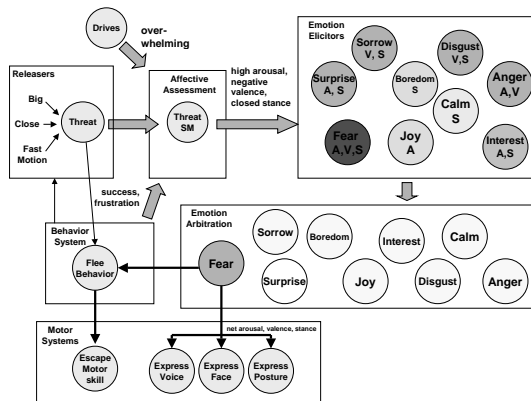 Drives
over-
whelming
Releasers
Big
Close
Fast
Motion
Threat
Affective
Assessment
Threat
SM
high arousal,
negative
valence,
closed stance
Emotion
Elicitors
Sorrow
V, S
Disgust
V,S
Surprise
A, S
Boredom
S
Anger
A,V
Calm
S
Fear
A,V,S
Joy
A
Interest
A,S
success,
frustration
Behavior
System
Flee
Behavior
Emotion
Arbitration
Fear
Sorrow
Boredom
Interest
Calm
Surprise
Joy
Disgust
Anger
Motor
Systems
net arousal, valence, stance
Escape
Motor
skill
Express
Voice
Express
Face
Express
Posture